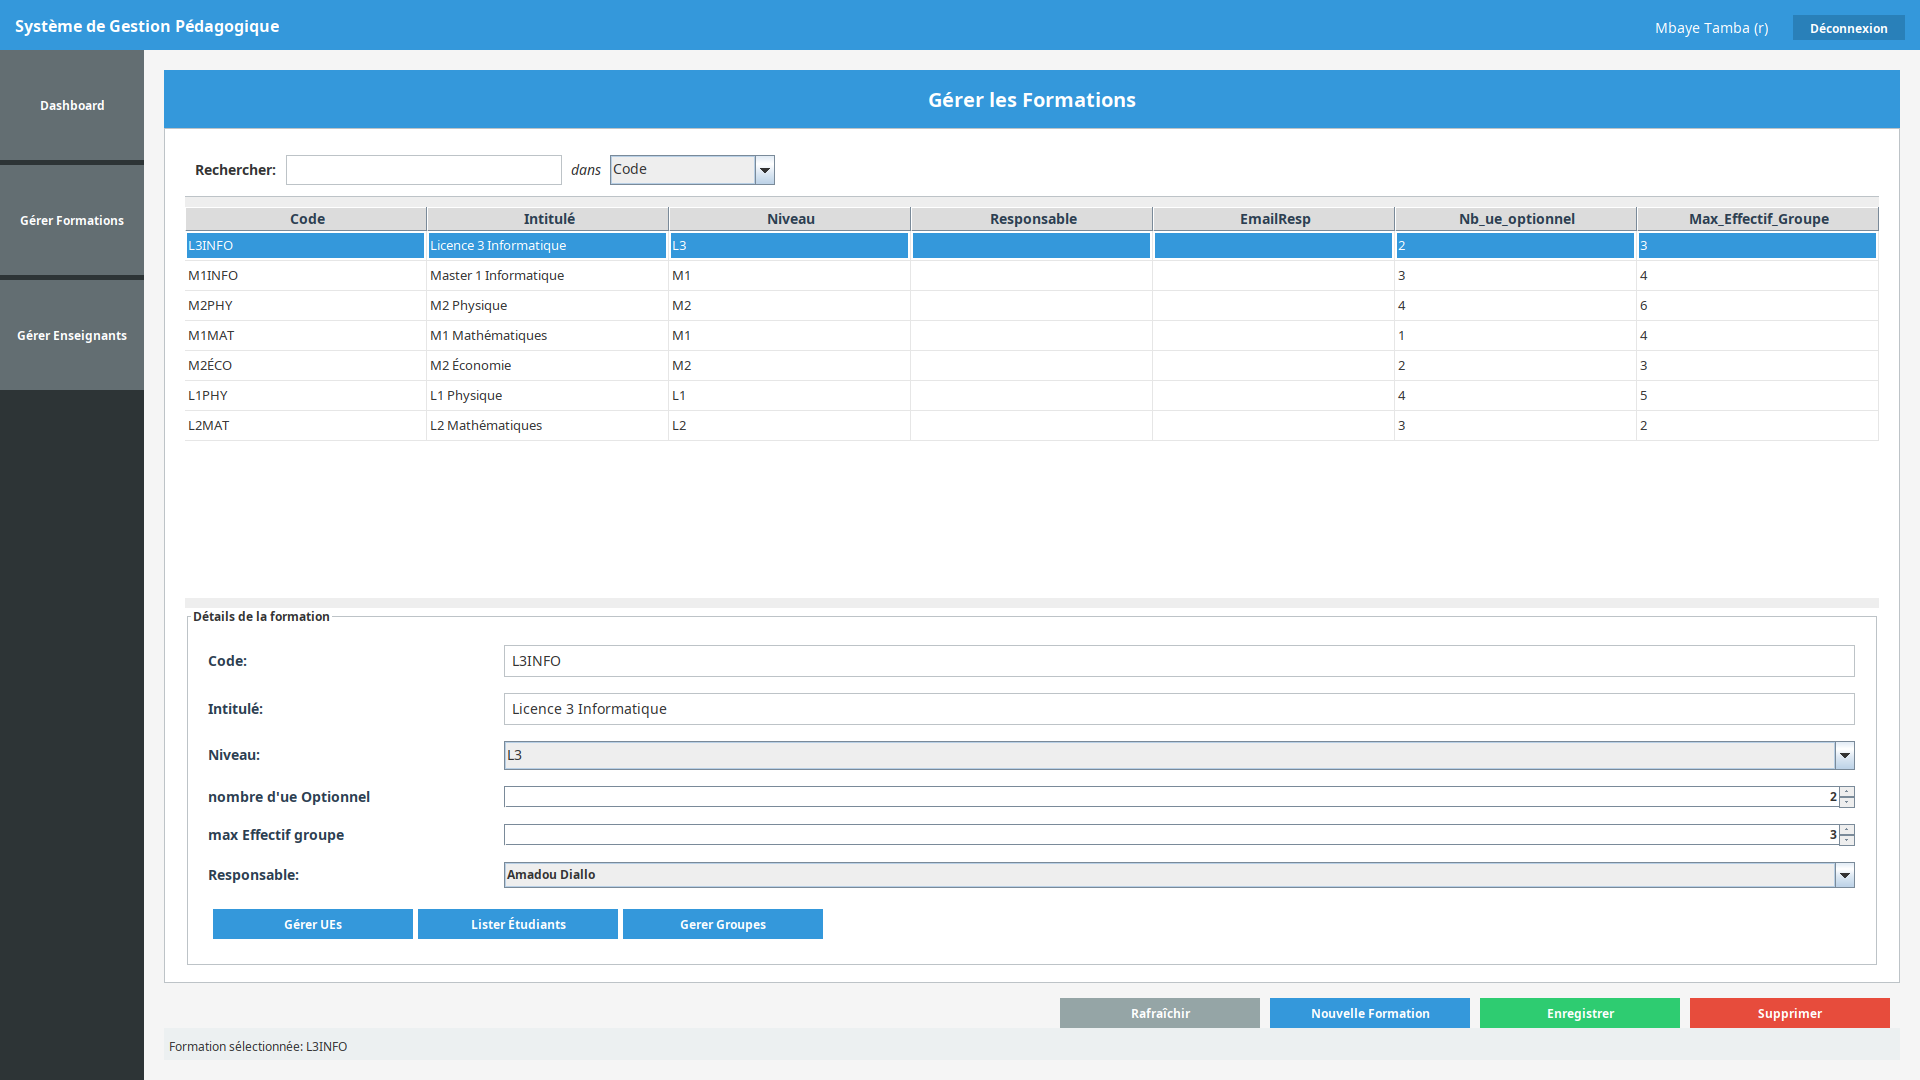 Système de Gestion Pédagogique
Mbaye Tamba (r)
Déconnexion
Dashboard
Gérer Formations
Gérer Enseignants
Gérer les Formations
Rechercher: dans Code
Code Intitulé Niveau Responsable EmailResp Nb_ue_optionnel Max_Effectif_Groupe
L3INFO Licence 3 Informatique L3 2 3
M1INFO Master 1 Informatique M1 3 4
M2PHY M2 Physique M2 4 6
M1MAT M1 Mathématiques M1 1 4
M2ÉCO M2 Économie M2 2 3
L1PHY L1 Physique L1 4 5
L2MAT L2 Mathématiques L2 3 2
Détails de la formation
Code: L3INFO
Intitulé: Licence 3 Informatique
Niveau: L3
nombre d'ue Optionnel 2
max Effectif groupe 3
Responsable: Amadou Diallo
Gérer UEs Lister Étudiants Gerer Groupes
Rafraîchir Nouvelle Formation Enregistrer Supprimer
Formation sélectionnée: L3INFO